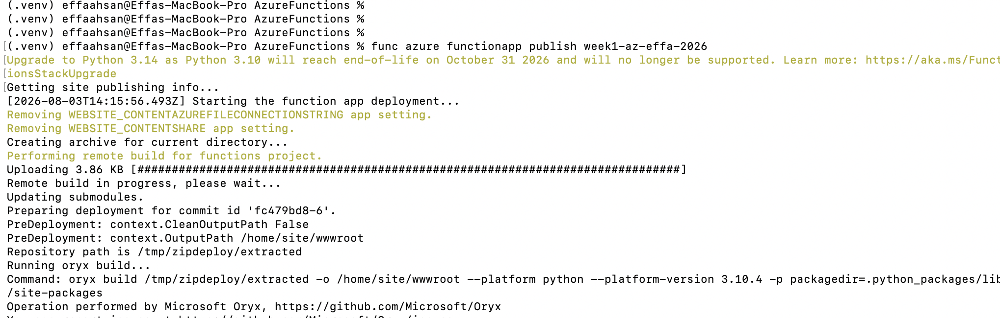 (.venv) effaahsan@Effas-MacBook-Pro AzureFunctions %
(.venv) effaahsan@Effas-MacBook-Pro AzureFunctions %
(.venv) effaahsan@Effas-MacBook-Pro AzureFunctions %
[(.venv) effaahsan@Effas-MacBook-Pro AzureFunctions % func azure functionapp publish week1-az-effa-2026
[Upgrade to Python 3.14 as Python 3.10 will reach end-of-life on October 31 2026 and will no longer be supported. Learn more: https://aka.ms/Funct
[ionsStackUpgrade
[Getting site publishing info...
[2026-08-03T14:15:56.493Z] Starting the function app deployment...
Removing WEBSITE_CONTENTAZUREFILECONNECTIONSTRING app setting.
Removing WEBSITE_CONTENTSHARE app setting.
Creating archive for current directory...
Performing remote build for functions project.
Uploading 3.86 KB [###############################################################################]
Remote build in progress, please wait...
Updating submodules.
Preparing deployment for commit id 'fc479bd8-6'.
PreDeployment: context.CleanOutputPath False
PreDeployment: context.OutputPath /home/site/wwwroot
Repository path is /tmp/zipdeploy/extracted
Running oryx build...
Command: oryx build /tmp/zipdeploy/extracted -o /home/site/wwwroot --platform python --platform-version 3.10.4 -p packagedir=.python_packages/lib
/site-packages
Operation performed by Microsoft Oryx, https://github.com/Microsoft/Oryx